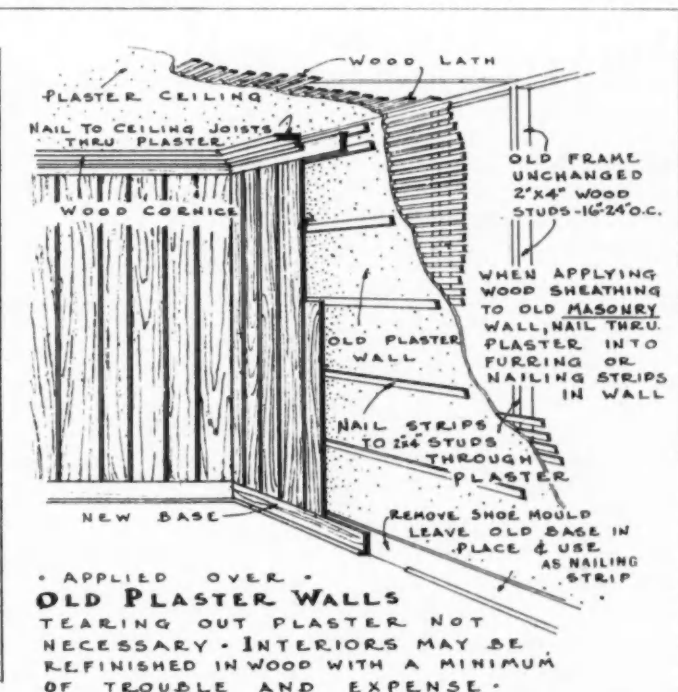 WOOD LATH
PLASTER CEILING
NAIL TO CEILING JOISTS
THRU PLASTER
WOOD CORNICE
OLD FRAME
UNCHANGED
2"X4" WOOD
STUDS-16"-24"O.C.
WHEN APPLYING
WOOD SHEATHING
TO OLD MASONRY
WALL, NAIL THRU.
PLASTER INTO
FURRING OR
NAILING STRIPS
IN WALL
OLD PLASTER
WALL
NAIL STRIPS
TO 2"X4" STUDS
THROUGH
PLASTER
NEW BASE
REMOVE SHOE MOULD
LEAVE OLD BASE IN
PLACE & USE
AS NAILING
STRIP
• APPLIED OVER •
OLD PLASTER WALLS
TEARING OUT PLASTER NOT
NECESSARY • INTERIORS MAY BE
REFINISHED IN WOOD WITH A MINIMUM
OF TROUBLE AND EXPENSE •